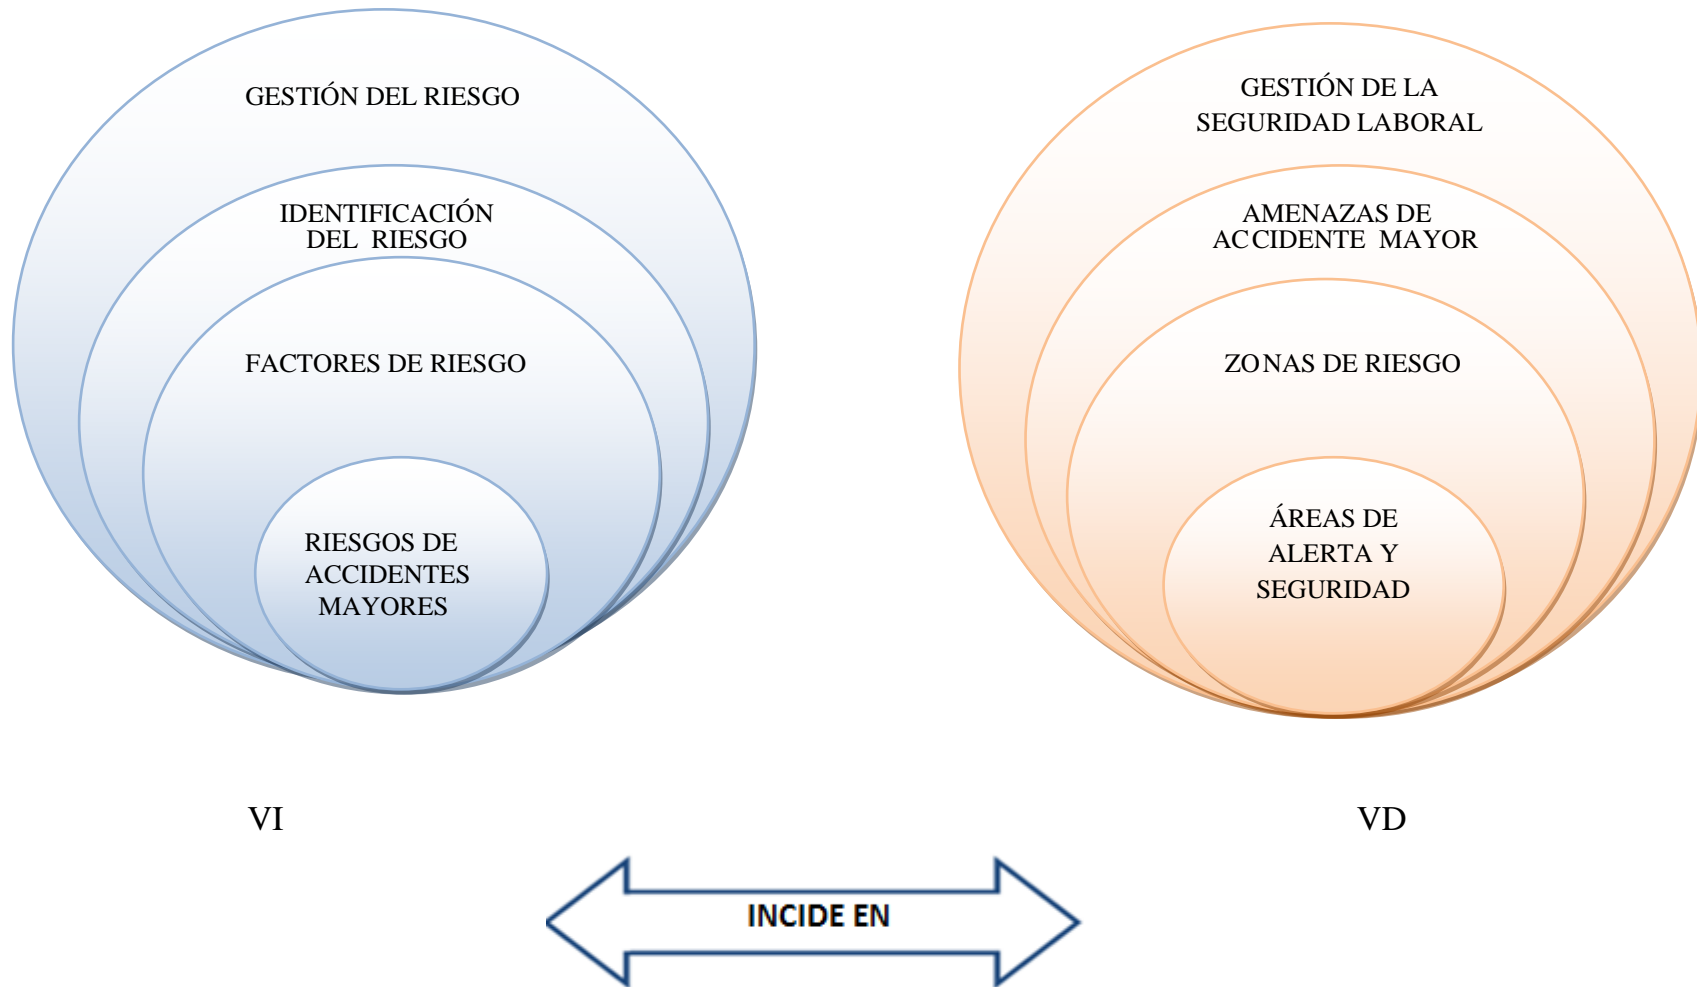 GESTIÓN DEL RIESGO
IDENTIFICACIÓN
DEL RIESGO
FACTORES DE RIESGO
RIESGOS DE
ACCIDENTES
MAYORES
GESTIÓN DE LA
SEGURIDAD LABORAL
AMENAZAS DE
ACCIDENTE MAYOR
ZONAS DE RIESGO
ÁREAS DE
ALERTA Y
SEGURIDAD
VI
VD
INCIDE EN